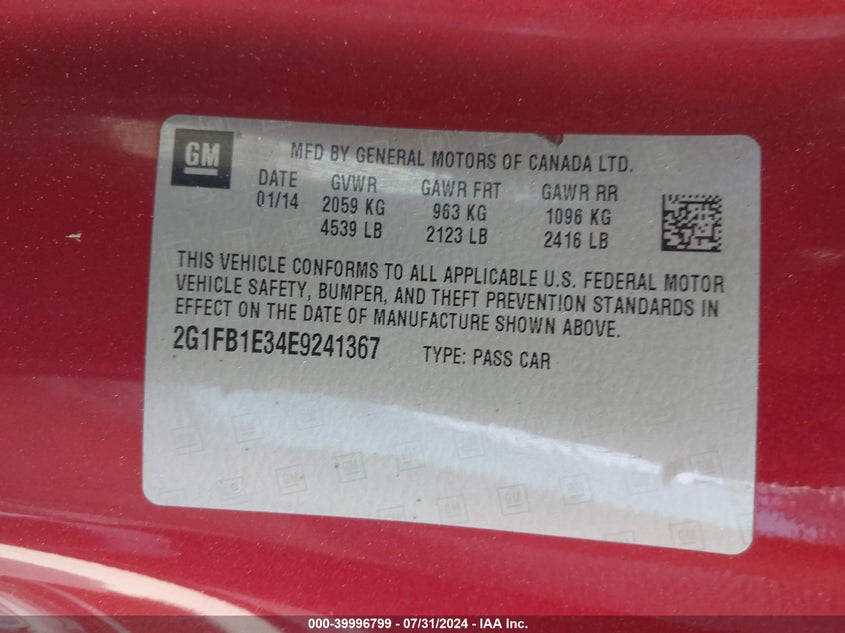 GM
MFD BY GENERAL MOTORS OF CANADA LTD.
DATE GVWR GAWR FRT GAWR RR
01/14 2059 KG 963 KG 1096 KG
4539 LB 2123 LB 2416 LB
THIS VEHICLE CONFORMS TO ALL APPLICABLE U.S. FEDERAL MOTOR
VEHICLE SAFETY, BUMPER, AND THEFT PREVENTION STANDARDS IN
EFFECT ON THE DATE OF MANUFACTURE SHOWN ABOVE.
2G1FB1E34E9241367 TYPE: PASS CAR
000-39996799 - 07/31/2024 - IAA Inc.